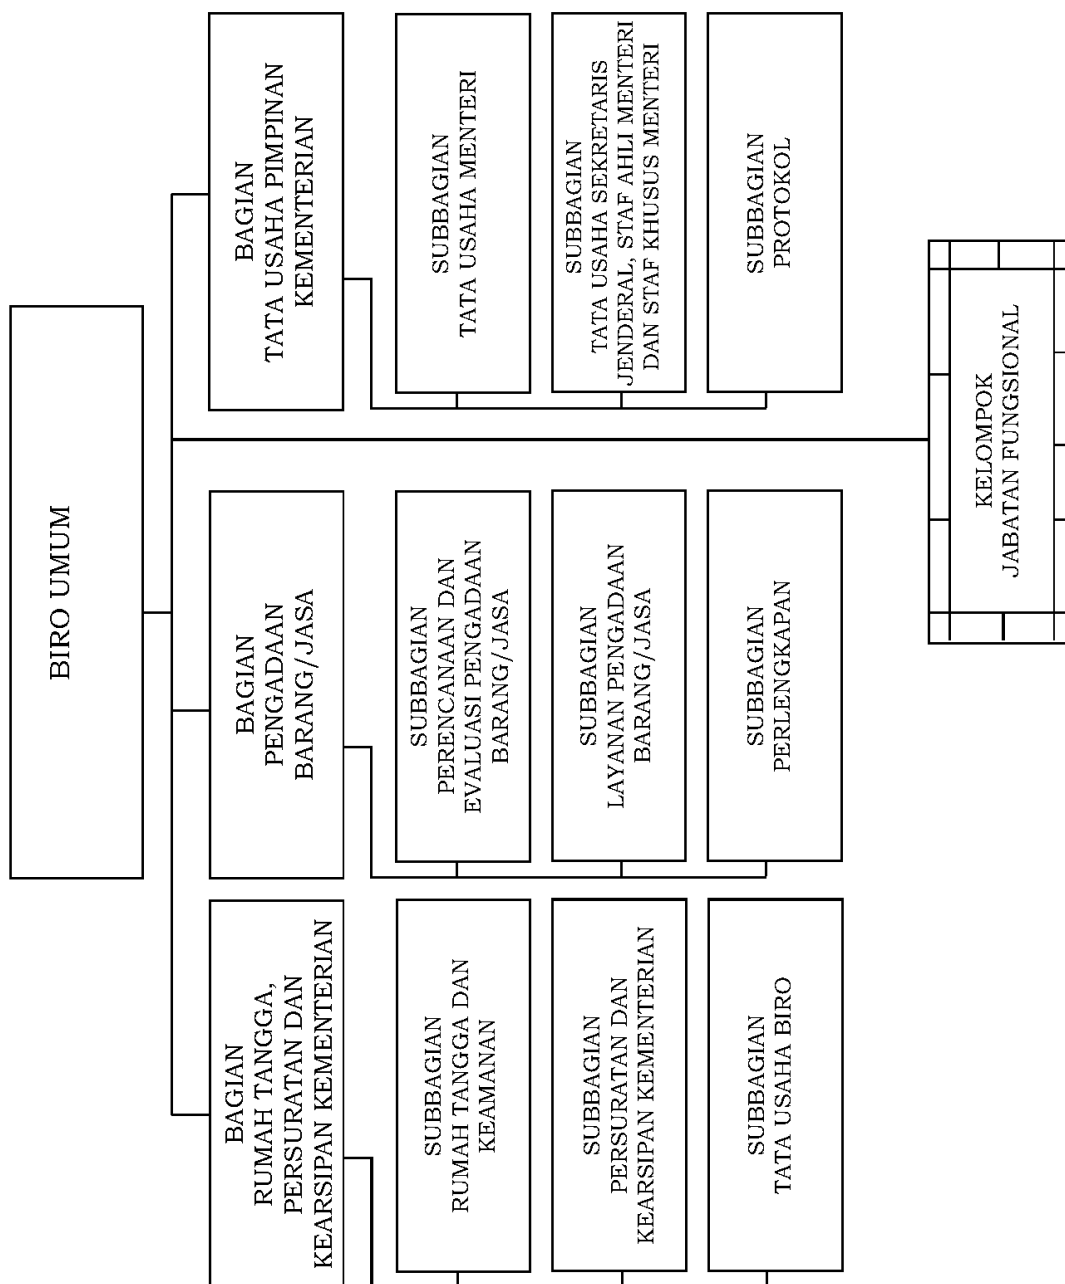 BIRO UMUM
BAGIAN
RUMAH TANGGA,
PERSURATAN DAN
KEARSIPAN KEMENTERIAN
BAGIAN
PENGADAAN
BARANG/JASA
BAGIAN
TATA USAHA PIMPINAN
KEMENTERIAN
SUBBAGIAN
RUMAH TANGGA DAN
KEAMANAN
SUBBAGIAN
PERENCANAAN DAN
EVALUASI PENGADAAN
BARANG/JASA
SUBBAGIAN
TATA USAHA MENTERI
SUBBAGIAN
PERSURATAN DAN
KEARSIPAN KEMENTERIAN
SUBBAGIAN
LAYANAN PENGADAAN
BARANG/JASA
SUBBAGIAN
TATA USAHA SEKRETARIS
JENDERAL, STAF AHLI MENTERI
DAN STAF KHUSUS MENTERI
SUBBAGIAN
TATA USAHA BIRO
SUBBAGIAN
PERLENGKAPAN
SUBBAGIAN
PROTOKOL
KELOMPOK
JABATAN FUNGSIONAL